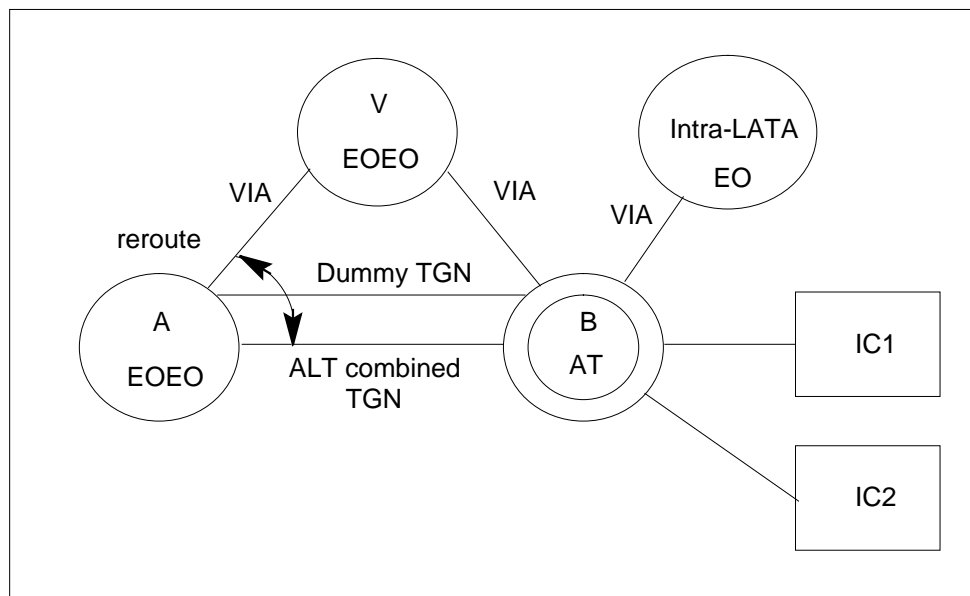 V
EOEO
Intra-LATA
EO
VIA
VIA
VIA
reroute
Dummy TGN
A
EOEO
ALT combined
TGN
B
AT
IC1
IC2